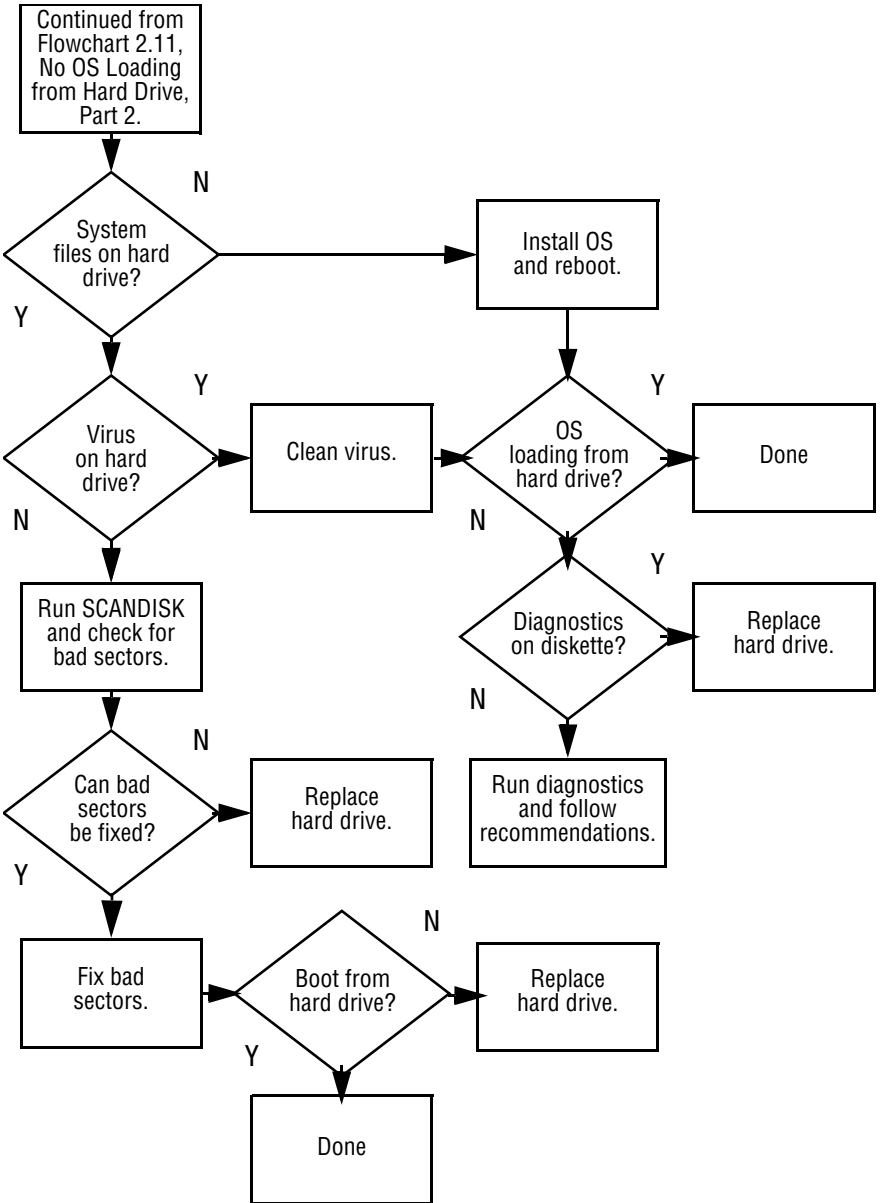 Continued from
Flowchart 2.11,
No OS Loading
from Hard Drive,
Part 2.
N
System
files on hard
drive?
Install OS
and reboot.
Y
Y
Y
Virus
on hard
drive?
Clean virus.
OS
loading from
hard drive?
Done
N
N
Y
Run SCANDISK
and check for
bad sectors.
Diagnostics
on diskette?
Replace
hard drive.
N
N
Can bad
sectors
be fixed?
Replace
hard drive.
Run diagnostics
and follow
recommendations.
Y
N
Fix bad
sectors.
Boot from
hard drive?
Replace
hard drive.
Y
Done